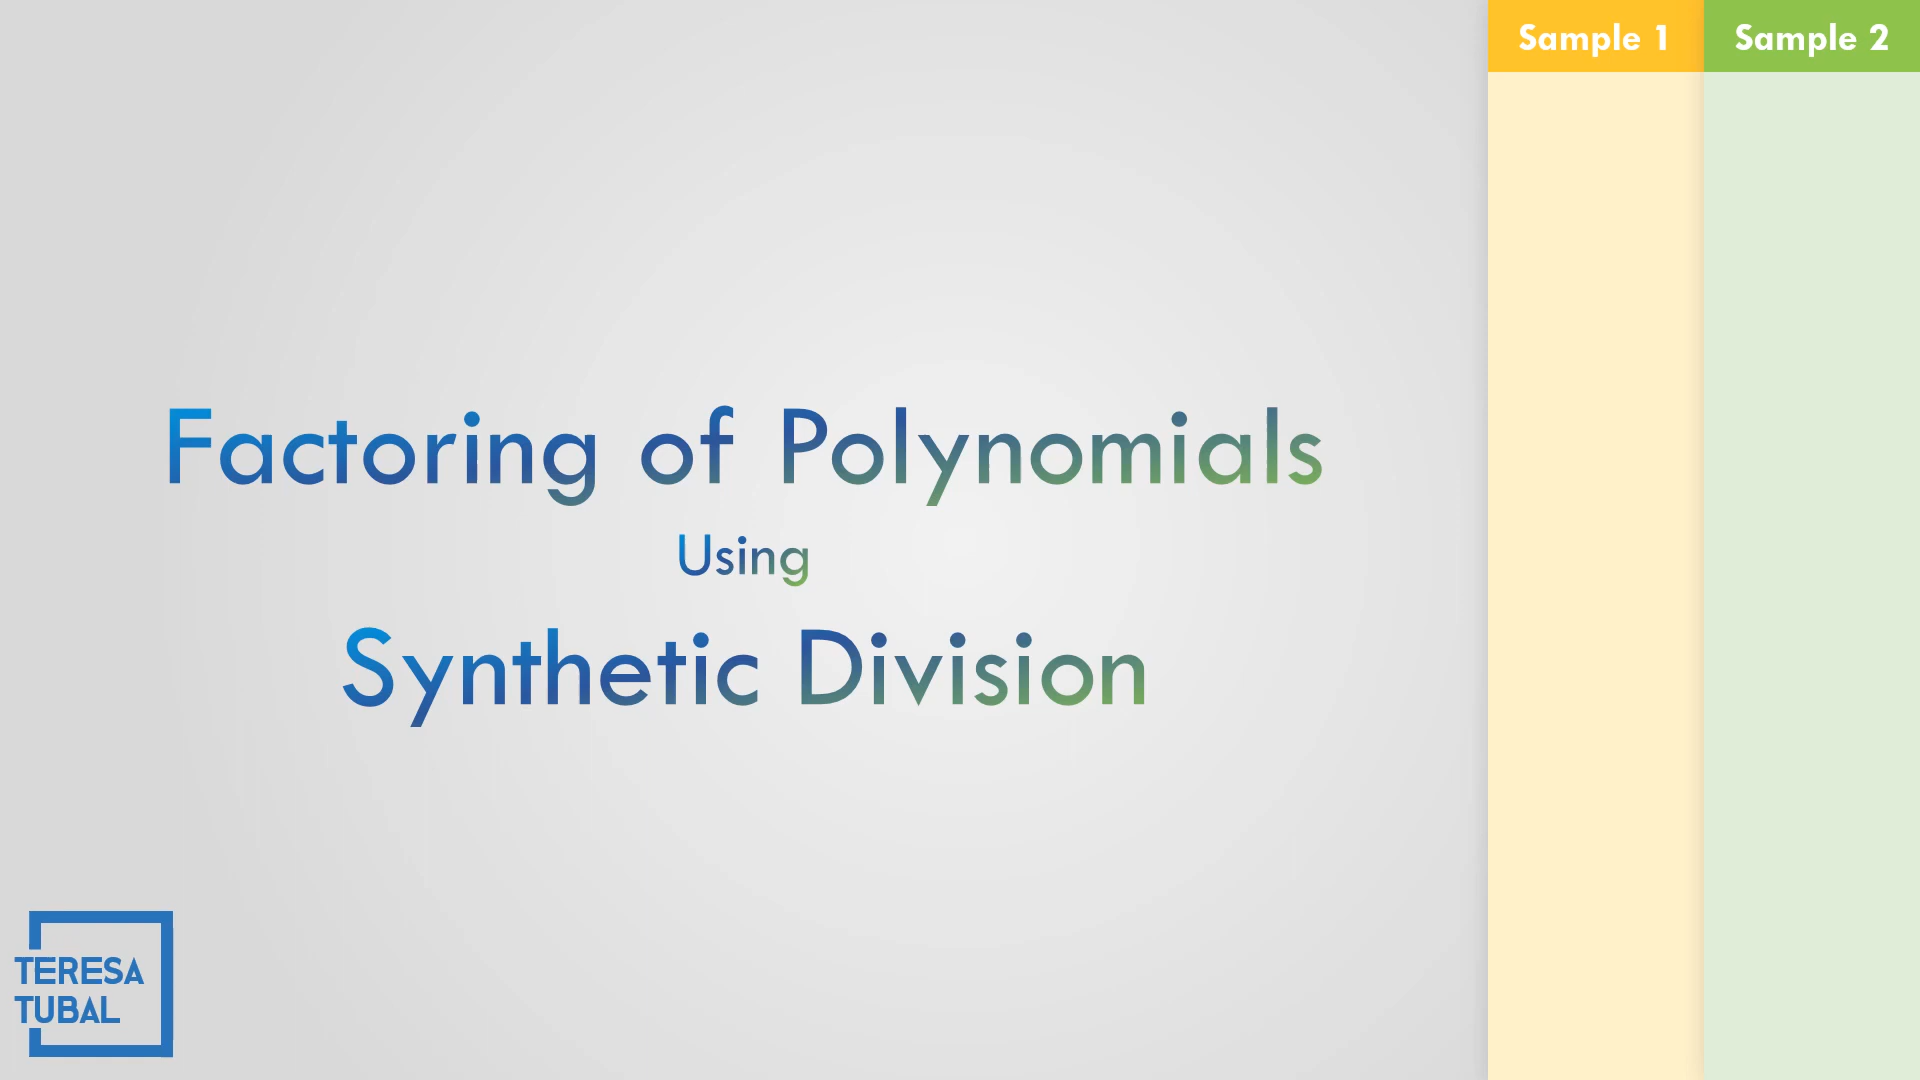 Sample 1
Sample 2
Factoring of Polynomials
Using
Synthetic Division
TERESA
TUBAL